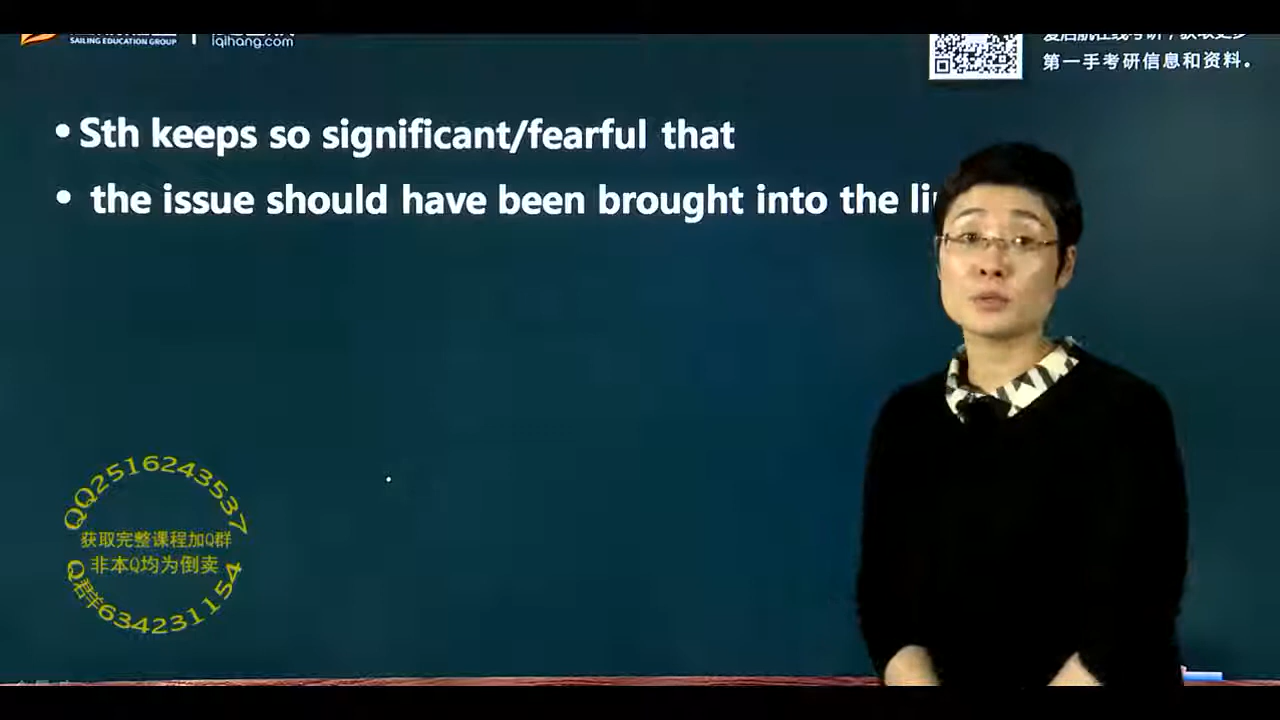 SAILING EDUCATION GROUP
iqihang.com
第一手考研信息和资料。
• Sth keeps so significant/fearful that
• the issue should have been brought into the
QQ2516243537
获取完整课程加Q群
非本Q均为倒卖
Q群634231154